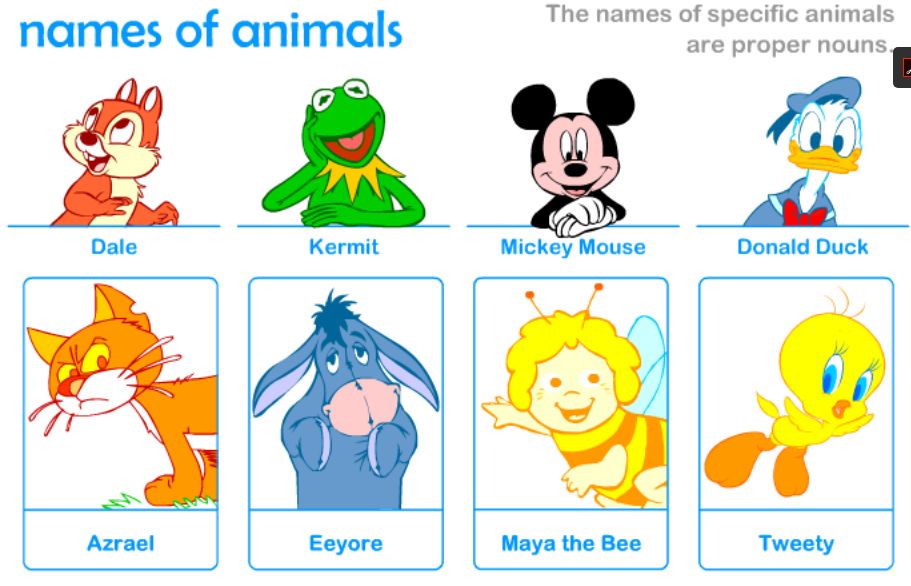 names of animals
The names of specific animals
are proper nouns.
Dale
Kermit
Mickey Mouse
Donald Duck
Azrael
Eeyore
Maya the Bee
Tweety